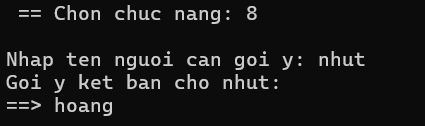 == Chon chuc nang: 8
Nhap ten nguoi can goi y: nhut
Goi y ket ban cho nhut:
==> hoang